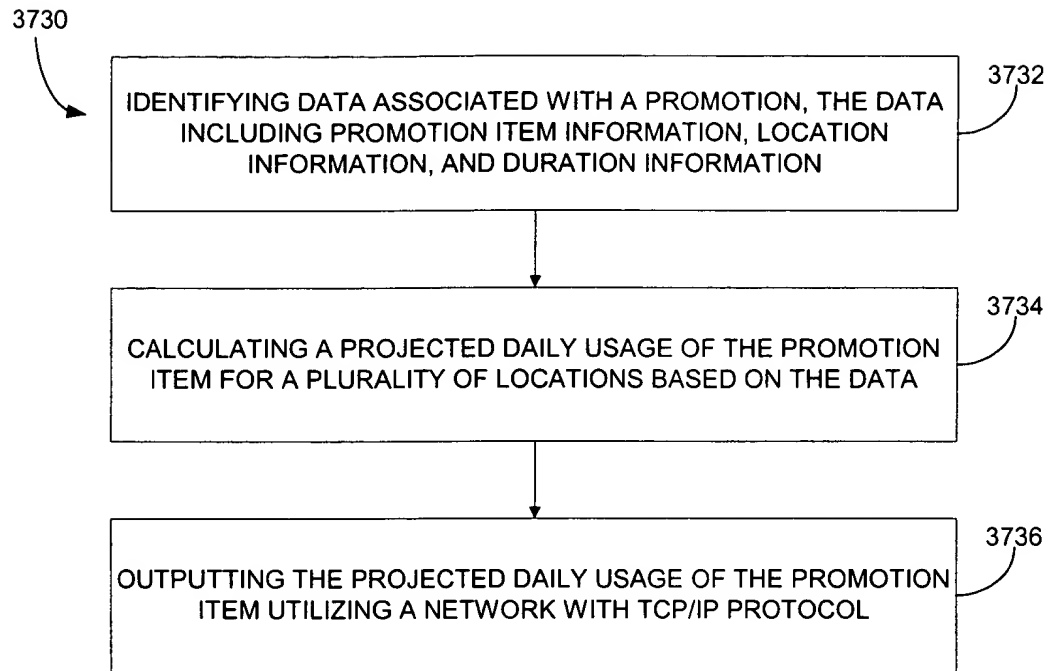 3730
3732
IDENTIFYING DATA ASSOCIATED WITH A PROMOTION, THE DATA
INCLUDING PROMOTION ITEM INFORMATION, LOCATION
INFORMATION, AND DURATION INFORMATION
3734
CALCULATING A PROJECTED DAILY USAGE OF THE PROMOTION
ITEM FOR A PLURALITY OF LOCATIONS BASED ON THE DATA
3736
OUTPUTTING THE PROJECTED DAILY USAGE OF THE PROMOTION
ITEM UTILIZING A NETWORK WITH TCP/IP PROTOCOL